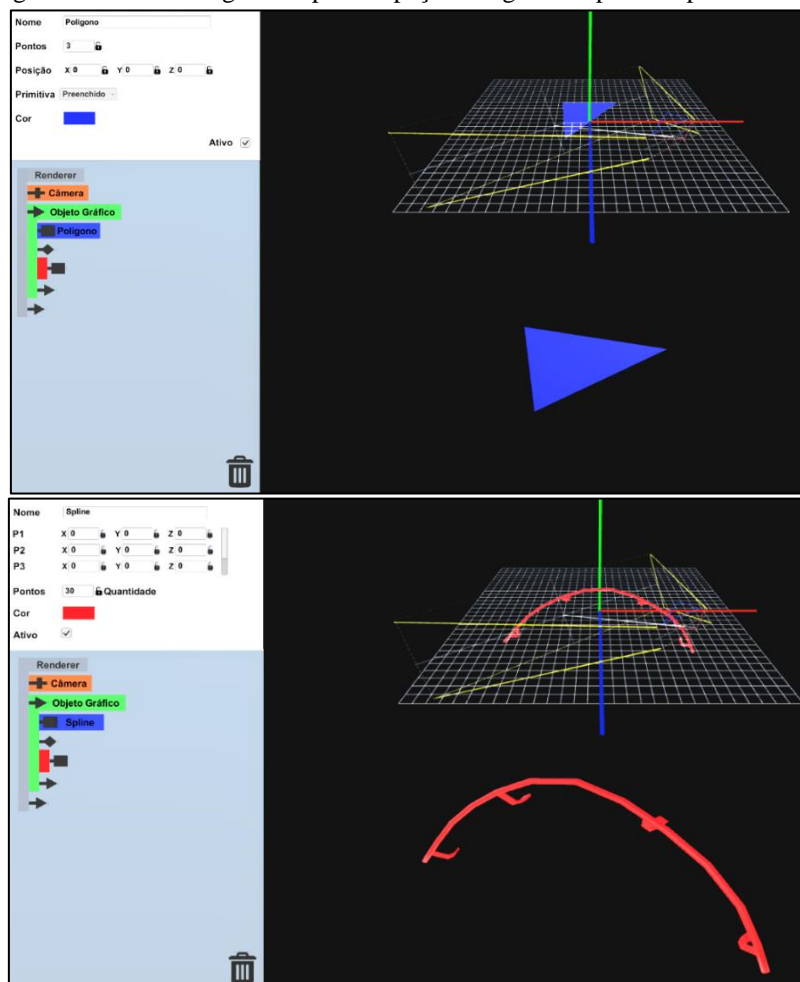 Nome Poligono
Pontos 3
Posição X 0 Y 0 Z 0
Primitiva Preenchido
Cor
Ativo
Renderer
Câmera
Objeto Gráfico
Poligono
Nome Spline
P1 X 0 Y 0 Z 0
P2 X 0 Y 0 Z 0
P3 X 0 Y 0 Z 0
Pontos 30 Quantidade
Cor
Ativo
Renderer
Câmera
Objeto Gráfico
Spline